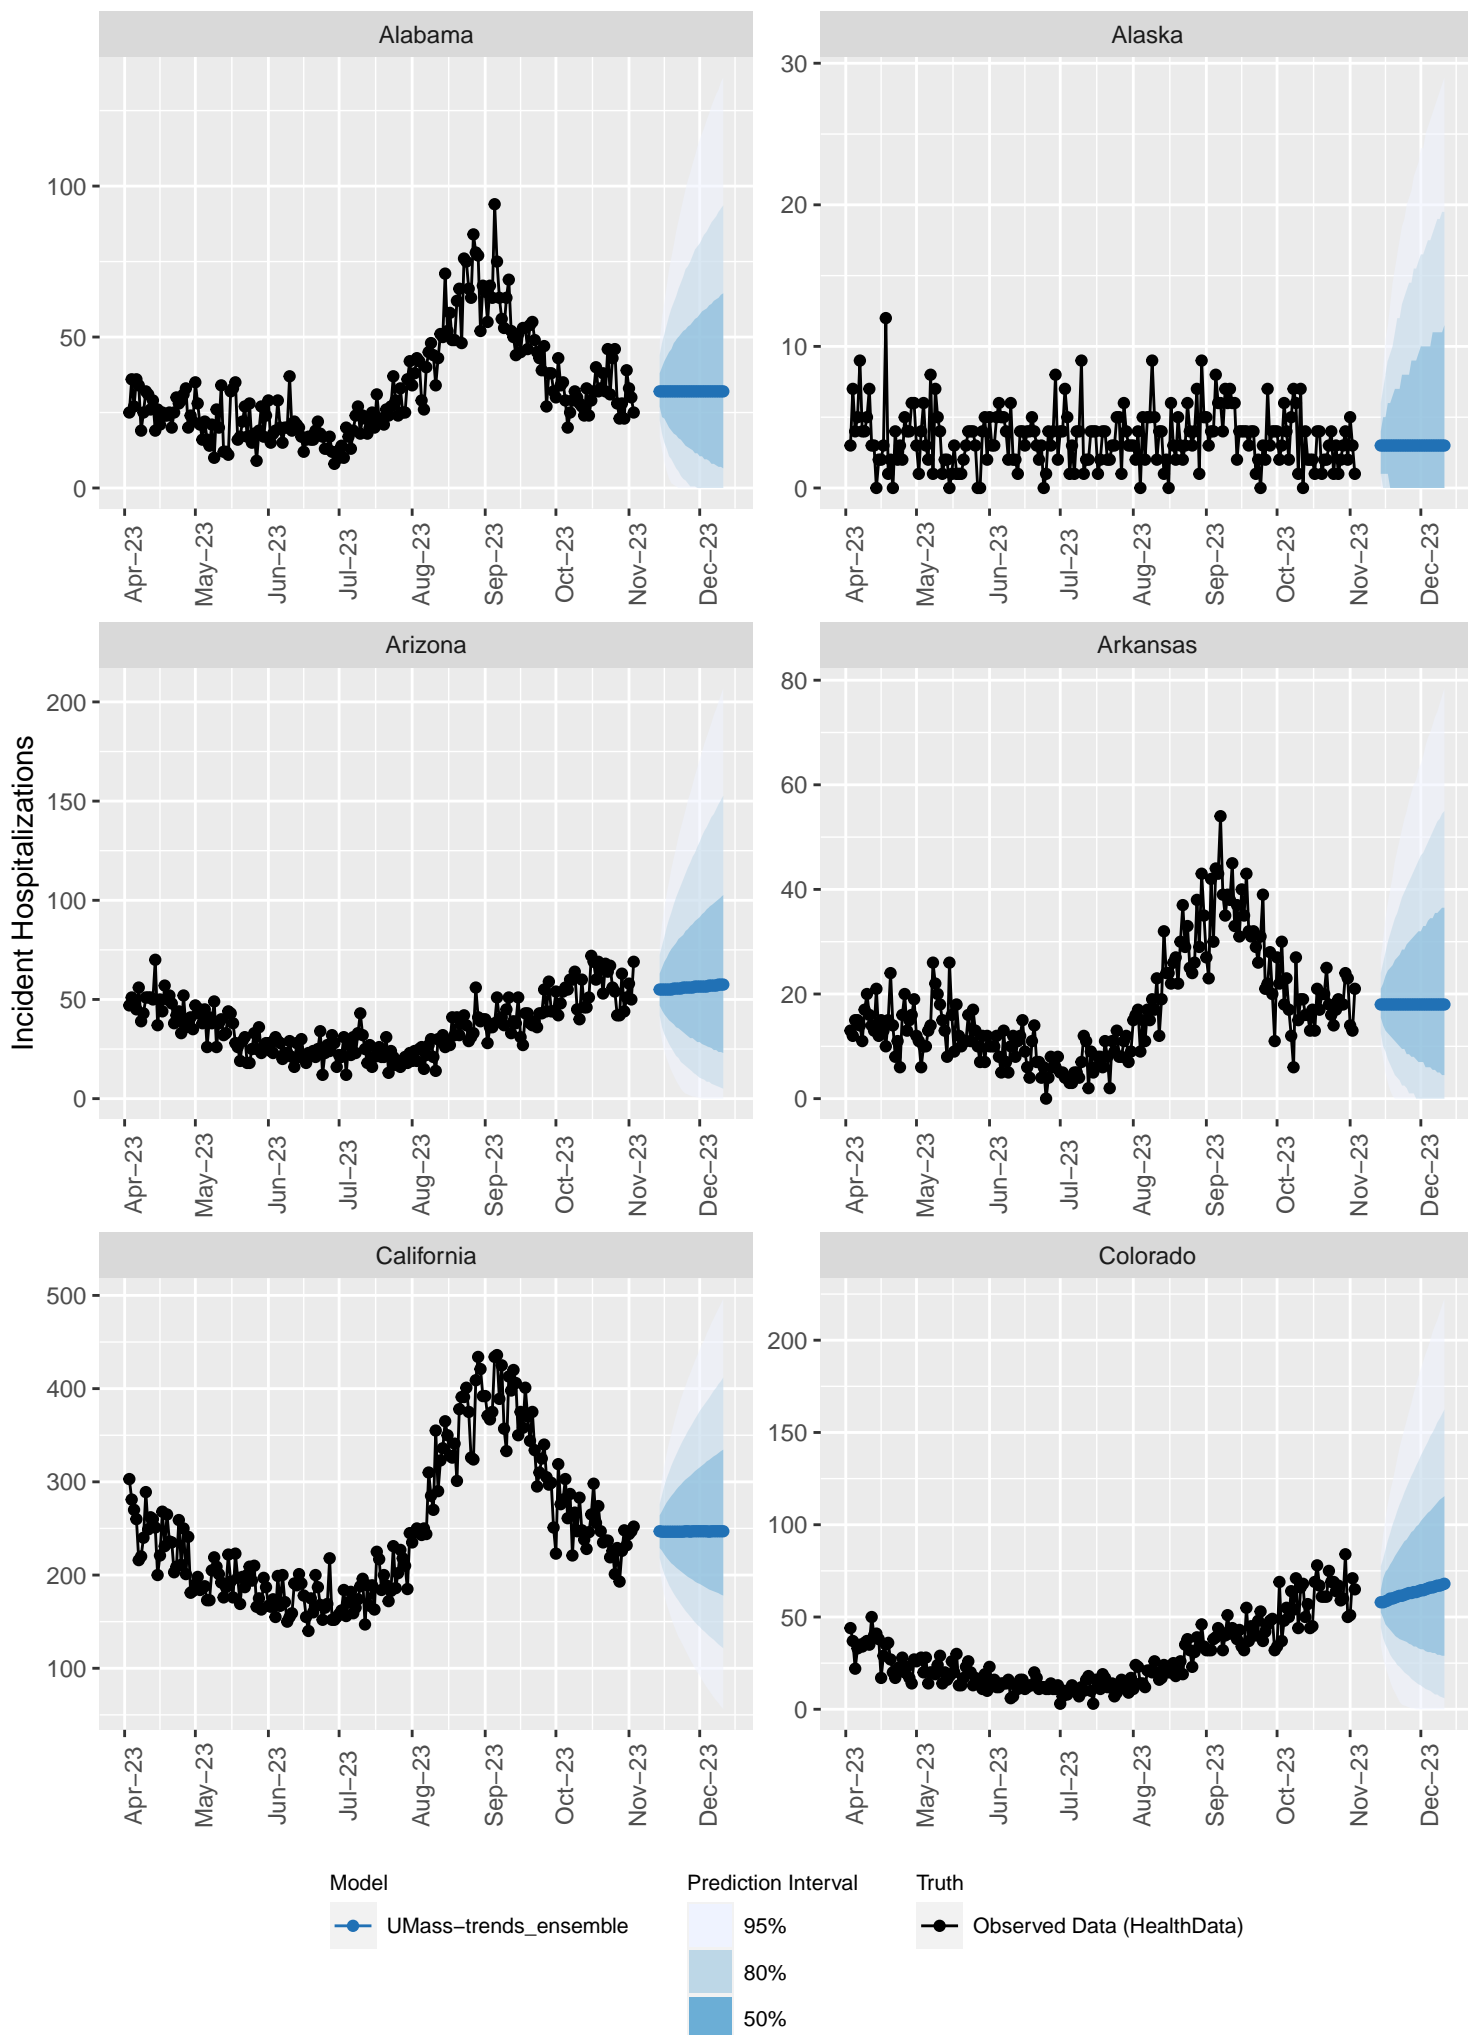 Alabama
Alaska
100
50
0
30
20
10
0
Apr−23
May−23
Jun−23
Jul−23
Aug−23
Sep−23
Oct−23
Nov−23
Dec−23
Apr−23
May−23
Jun−23
Jul−23
Aug−23
Sep−23
Oct−23
Nov−23
Dec−23
Incident Hospitalizations
Arizona
Arkansas
200
150
100
50
0
80
60
40
20
0
Apr−23
May−23
Jun−23
Jul−23
Aug−23
Sep−23
Oct−23
Nov−23
Dec−23
Apr−23
May−23
Jun−23
Jul−23
Aug−23
Sep−23
Oct−23
Nov−23
Dec−23
California
Colorado
500
400
300
200
100
200
150
100
50
0
Apr−23
May−23
Jun−23
Jul−23
Aug−23
Sep−23
Oct−23
Nov−23
Dec−23
Apr−23
May−23
Jun−23
Jul−23
Aug−23
Sep−23
Oct−23
Nov−23
Dec−23
Model
UMass−trends_ensemble
Prediction Interval
95%
80%
50%
Truth
Observed Data (HealthData)